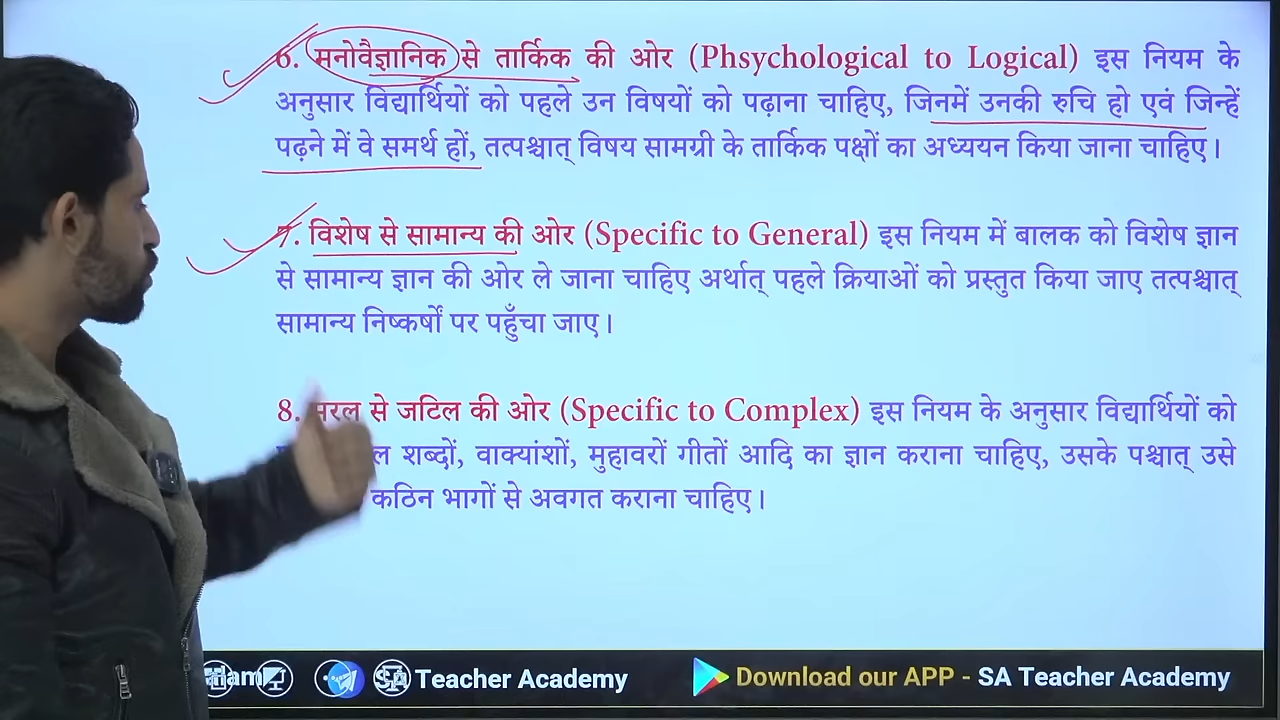 6. मनोवैज्ञानिक से तार्किक की ओर (Phsychological to Logical) इस नियम के
अनुसार विद्यार्थियों को पहले उन विषयों को पढ़ाना चाहिए, जिनमें उनकी रुचि हो एवं जिन्हें
पढ़ने में वे समर्थ हों, तत्पश्चात् विषय सामग्री के तार्किक पक्षों का अध्ययन किया जाना चाहिए।
7. विशेष से सामान्य की ओर (Specific to General) इस नियम में बालक को विशेष ज्ञान
से सामान्य ज्ञान की ओर ले जाना चाहिए अर्थात् पहले क्रियाओं को प्रस्तुत किया जाए तत्पश्चात्
सामान्य निष्कर्षों पर पहुँचा जाए।
8. सरल से जटिल की ओर (Specific to Complex) इस नियम के अनुसार विद्यार्थियों को
शब्दों, वाक्यांशों, मुहावरों गीतों आदि का ज्ञान कराना चाहिए, उसके पश्चात् उसे
कठिन भागों से अवगत कराना चाहिए।
SA Teacher Academy Download our APP - SA Teacher Academy